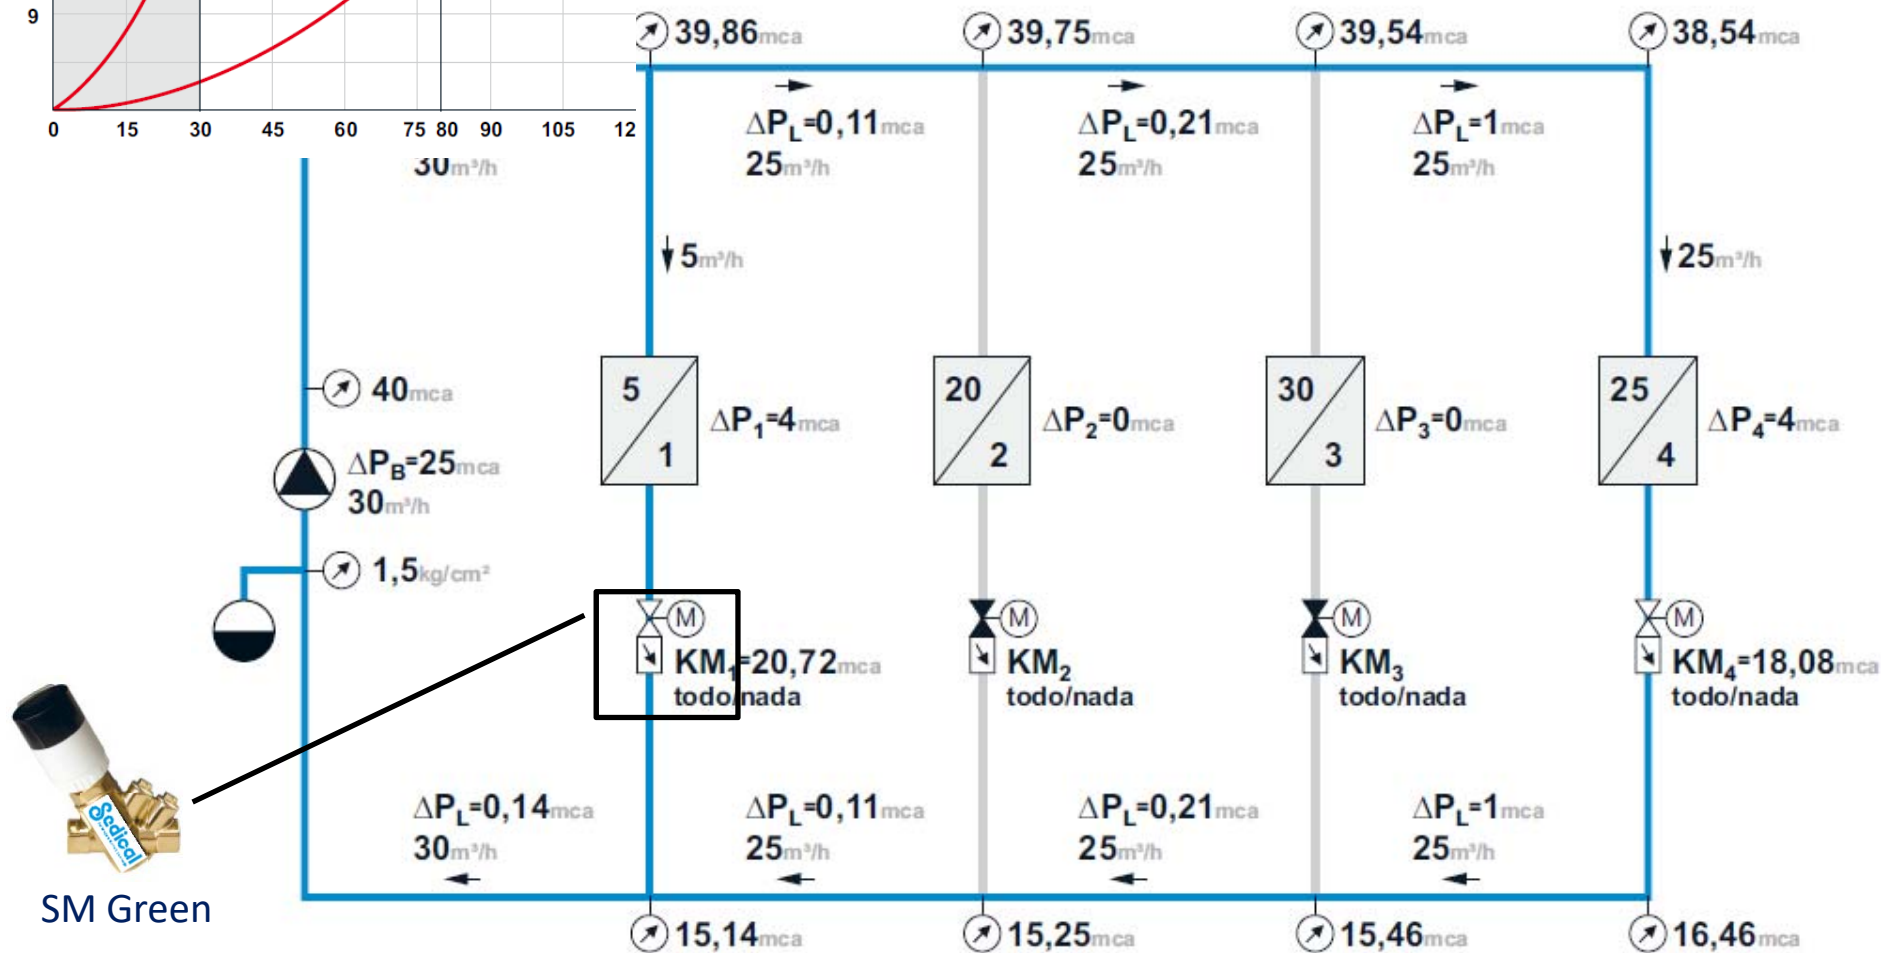 9
0 15 30 45 60 75 80 90 105 12
39,86mca 39,75mca 39,54mca 38,54mca
ΔPL=0,11mca ΔPL=0,21mca ΔPL=1mca
30m³/h 25m³/h 25m³/h 25m³/h
5m³/h 25m³/h
40mca
5 1 ΔP1=4mca 20 2 ΔP2=0mca 30 3 ΔP3=0mca 25 4 ΔP4=4mca
ΔPB=25mca
30m³/h
1,5kg/cm²
M M M M
KM1=20,72mca KM2 KM3 KM4=18,08mca
todo/nada todo/nada todo/nada todo/nada
Sedical
ΔPL=0,14mca ΔPL=0,11mca ΔPL=0,21mca ΔPL=1mca
30m³/h 25m³/h 25m³/h 25m³/h
SM Green
15,14mca 15,25mca 15,46mca 16,46mca